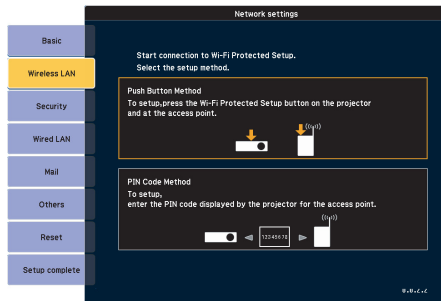 Network settings
Basic
Wireless LAN
Security
Wired LAN
Mail
Others
Reset
Setup complete
Start connection to Wi-Fi Protected Setup.
Select the setup method.
Push Button Method
To setup,press the Wi-Fi Protected Setup button on the projector
and at the access point.
PIN Code Method
To setup,
enter the PIN code displayed by the projector for the access point.
12345678